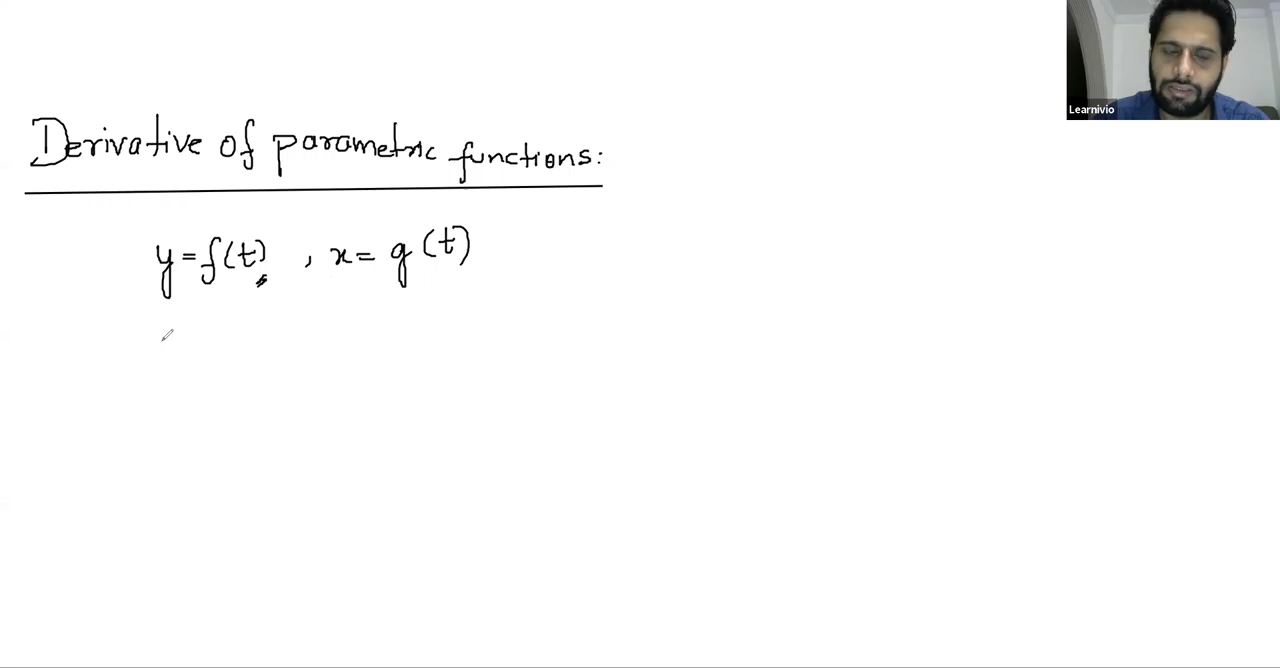 Learnivio
Derivative of parametric functions:
y = f(t) , x = g(t)